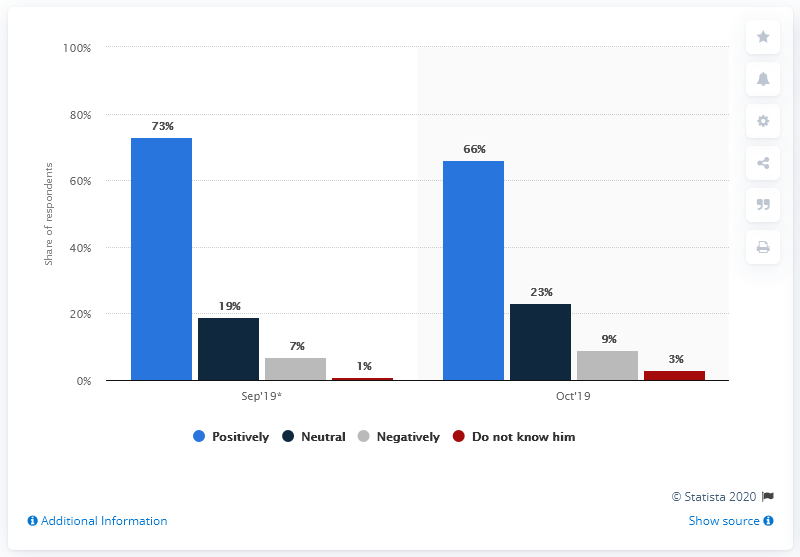 100%
80%
60%
40%
20%
0%
Share of respondents
73%
19%
7%
1%
66%
23%
9%
3%
Sep'19*
Oct'19
Positively
Neutral
Negatively
Do not know him
© Statista 2020
Additional Information
Show source